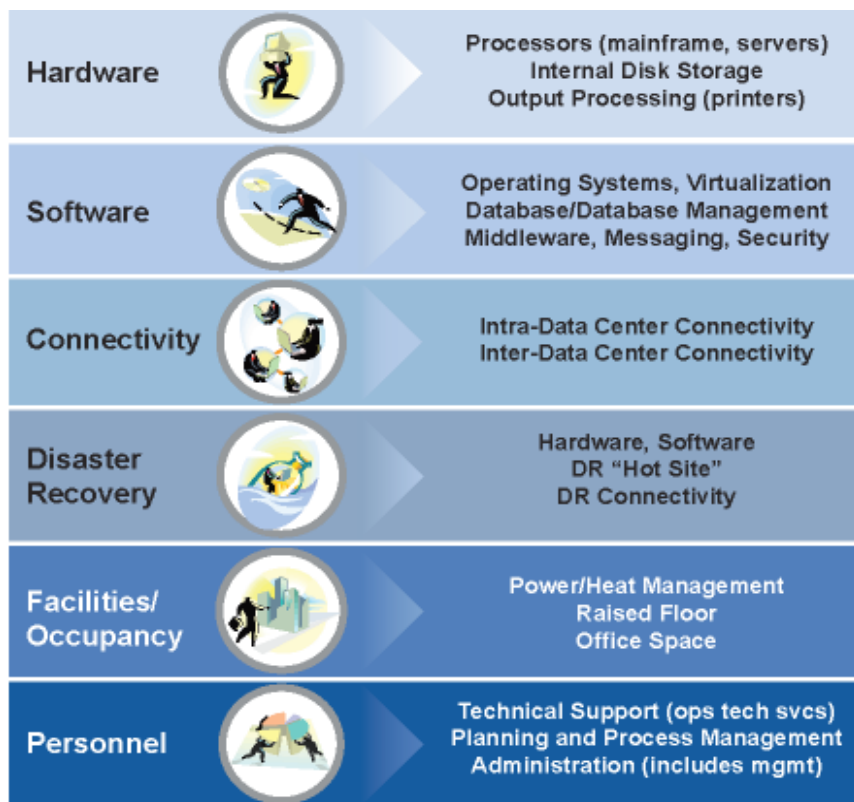 Hardware
Processors (mainframe, servers)
Internal Disk Storage
Output Processing (printers)
Software
Operating Systems, Virtualization
Database/Database Management
Middleware, Messaging, Security
Connectivity
Intra-Data Center Connectivity
Inter-Data Center Connectivity
Disaster
Recovery
Hardware, Software
DR “Hot Site”
DR Connectivity
Facilities/
Occupancy
Power/Heat Management
Raised Floor
Office Space
Personnel
Technical Support (ops tech svcs)
Planning and Process Management
Administration (includes mgmt)